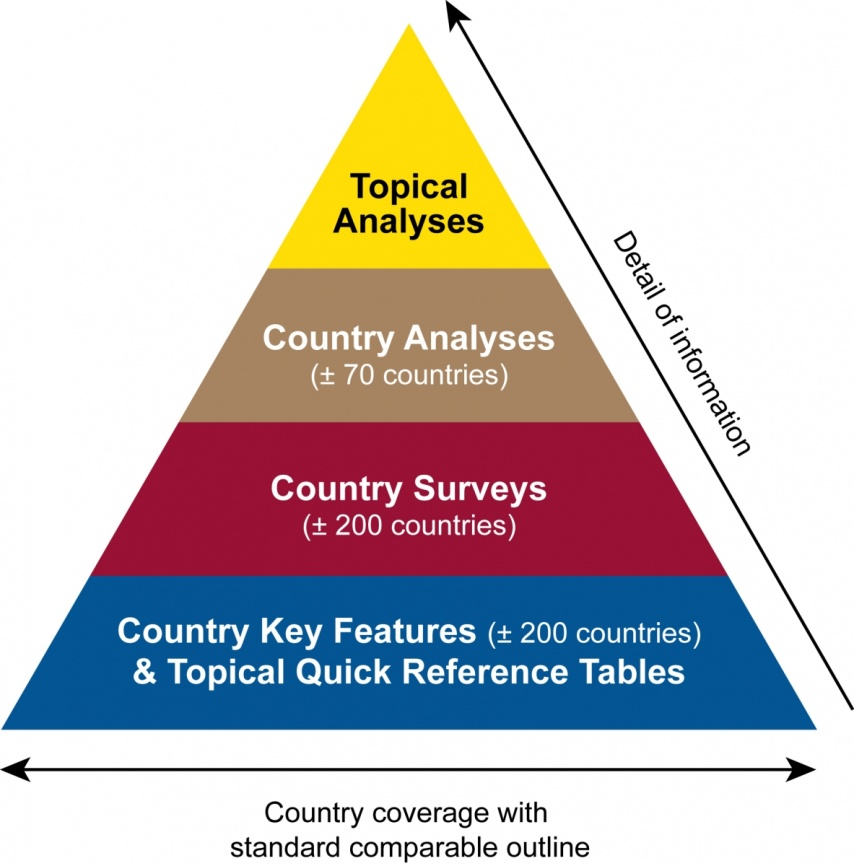 Topical
Analyses
Detail of information
Country Analyses
(± 70 countries)
Country Surveys
(± 200 countries)
Country Key Features (± 200 countries)
& Topical Quick Reference Tables
Country coverage with
standard comparable outline